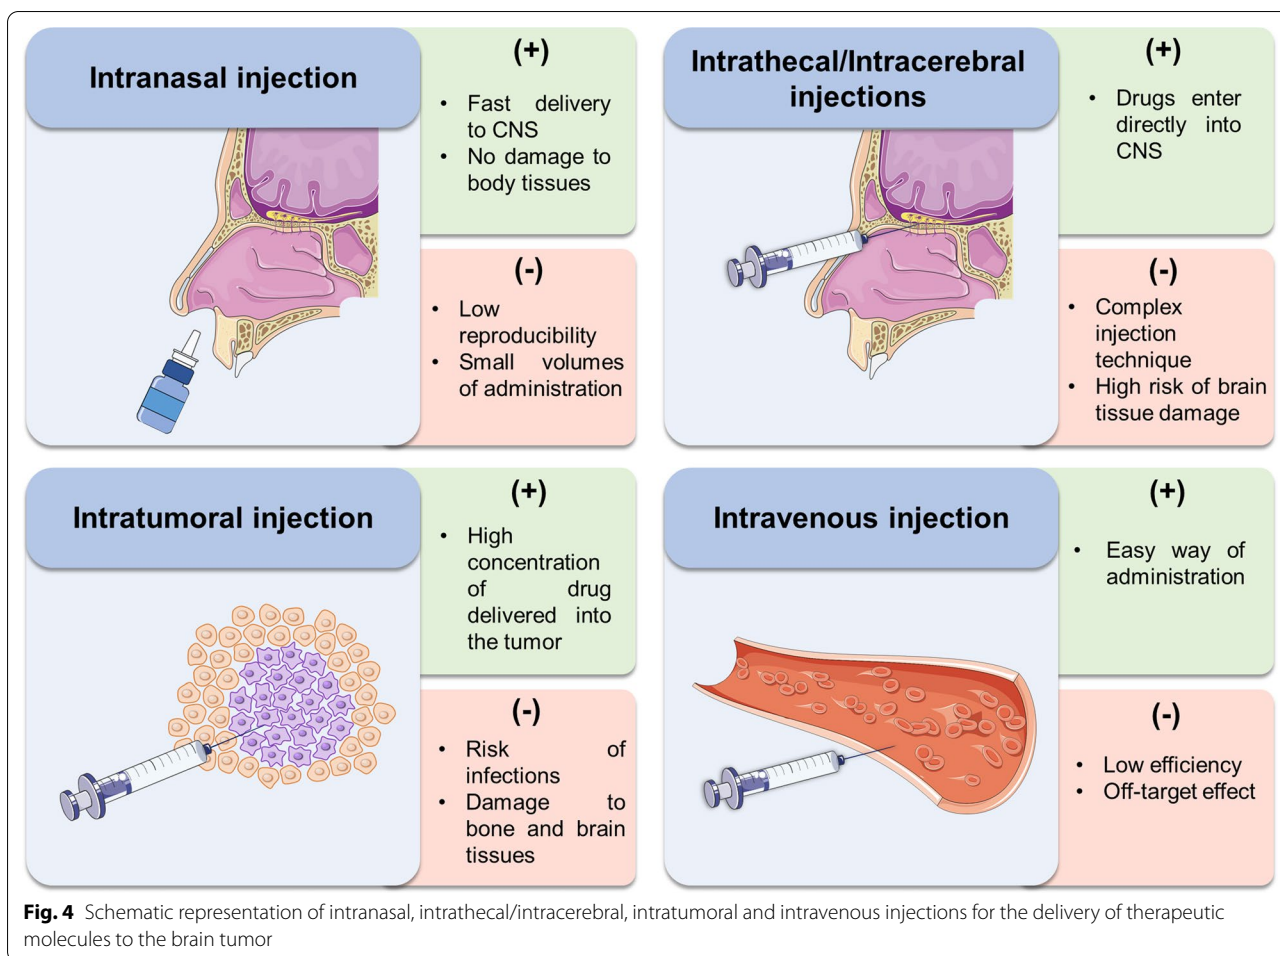 Intranasal injection
(+)
• Fast delivery
to CNS
• No damage to
body tissues
(-)
• Low
reproducibility
• Small volumes
of administration
Intrathecal/Intracerebral
injections
(+)
• Drugs enter
directly into
CNS
(-)
• Complex
injection
technique
• High risk of brain
tissue damage
Intratumoral injection
(+)
• High
concentration
of drug
delivered into
the tumor
(-)
• Risk of
infections
• Damage to
bone and brain
tissues
Intravenous injection
(+)
• Easy way of
administration
(-)
• Low efficiency
• Off-target effect
Fig. 4 Schematic representation of intranasal, intrathecal/intracerebral, intratumoral and intravenous injections for the delivery of therapeutic
molecules to the brain tumor